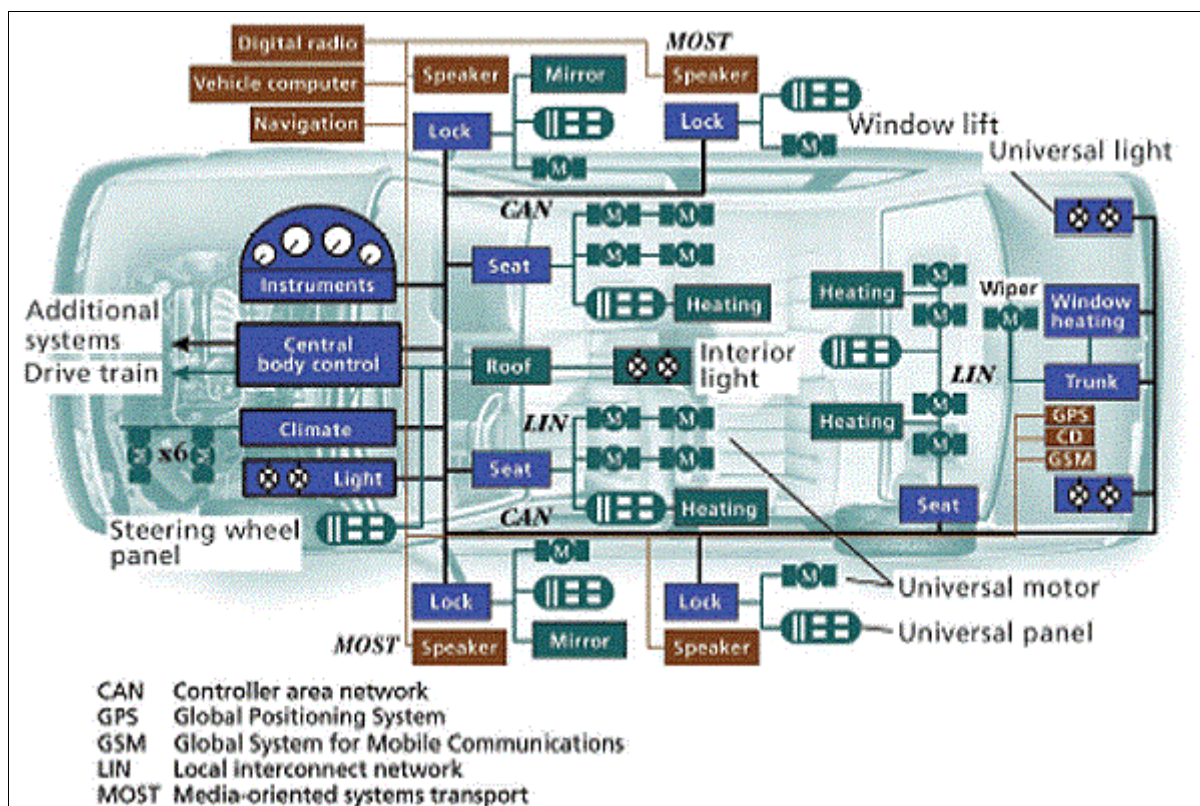 Digital radio
MOST
Speaker
Mirror
Speaker
Vehicle computer
Navigation
Lock
Lock
Window lift
M
M
Universal light
CAN
M M
Instruments
Seat
M M
Heating
Heating
M
Wiper
M
M
Window
heating
Additional
systems
Drive train
Central
body control
Roof
Interior
light
LIN
Trunk
LIN
M M
Heating
M
GPS
CD
GSM
Climate
M x6 M
Light
Seat
M M
M
Heating
Seat
CAN
Steering wheel
panel
M
M
Lock
Lock
Universal motor
Universal panel
MOST
Speaker
Mirror
Speaker
CAN Controller area network
GPS Global Positioning System
GSM Global System for Mobile Communications
LIN Local interconnect network
MOST Media-oriented systems transport